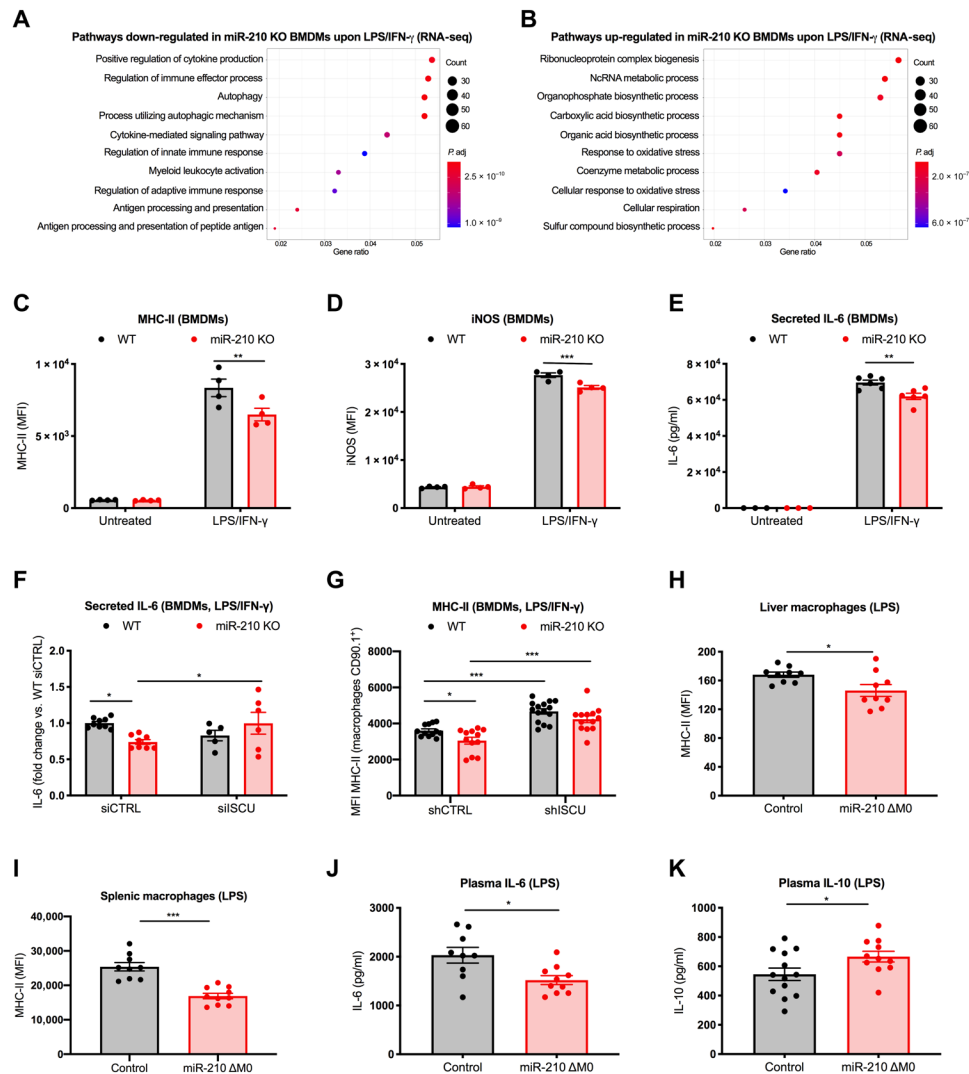 A
Pathways down-regulated in miR-210 KO BMDMs upon LPS/IFN-γ (RNA-seq)
Positive regulation of cytokine production
Regulation of immune effector process
Autophagy
Process utilizing autophagic mechanism
Cytokine-mediated signaling pathway
Regulation of innate immune response
Myeloid leukocyte activation
Regulation of adaptive immune response
Antigen processing and presentation
Antigen processing and presentation of peptide antigen
0.02 0.03 0.04 0.05
Gene ratio
Count
30
40
50
60
P. adj
2.5 × 10⁻¹⁰
1.0 × 10⁻⁸
B
Pathways up-regulated in miR-210 KO BMDMs upon LPS/IFN-γ (RNA-seq)
Ribonucleoprotein complex biogenesis
NcRNA metabolic process
Organophosphate biosynthetic process
Carboxylic acid biosynthetic process
Organic acid biosynthetic process
Response to oxidative stress
Coenzyme metabolic process
Cellular response to oxidative stress
Cellular respiration
Sulfur compound biosynthetic process
0.02 0.03 0.04 0.05
Gene ratio
Count
30
40
50
60
P. adj
2.0 × 10⁻⁷
6.0 × 10⁻⁷
C
MHC-II (BMDMs)
WT miR-210 KO
MHC-II (MFI)
1 × 10⁴
5 × 10³
0
**
Untreated LPS/IFN-γ
D
iNOS (BMDMs)
WT miR-210 KO
iNOS (MFI)
3 × 10⁴
2 × 10⁴
1 × 10⁴
0
***
Untreated LPS/IFN-γ
E
Secreted IL-6 (BMDMs)
WT miR-210 KO
IL-6 (pg/ml)
8 × 10⁴
6 × 10⁴
4 × 10⁴
2 × 10⁴
0
**
Untreated LPS/IFN-γ
F
Secreted IL-6 (BMDMs, LPS/IFN-γ)
WT miR-210 KO
IL-6 (fold change vs. WT siCTRL)
2.0
1.5
1.0
0.5
0.0
*
*
siCTRL siISCU
G
MHC-II (BMDMs, LPS/IFN-γ)
WT miR-210 KO
MFI MHC-II (macrophages CD90.1⁺)
8000
6000
4000
2000
0
***
***
*
shCTRL shISCU
H
Liver macrophages (LPS)
MHC-II (MFI)
200
160
120
80
40
0
*
Control miR-210 ΔM0
I
Splenic macrophages (LPS)
MHC-II (MFI)
40,000
30,000
20,000
10,000
0
***
Control miR-210 ΔM0
J
Plasma IL-6 (LPS)
IL-6 (pg/ml)
3000
2000
1000
0
*
Control miR-210 ΔM0
K
Plasma IL-10 (LPS)
IL-10 (pg/ml)
1000
800
600
400
200
0
*
Control miR-210 ΔM0